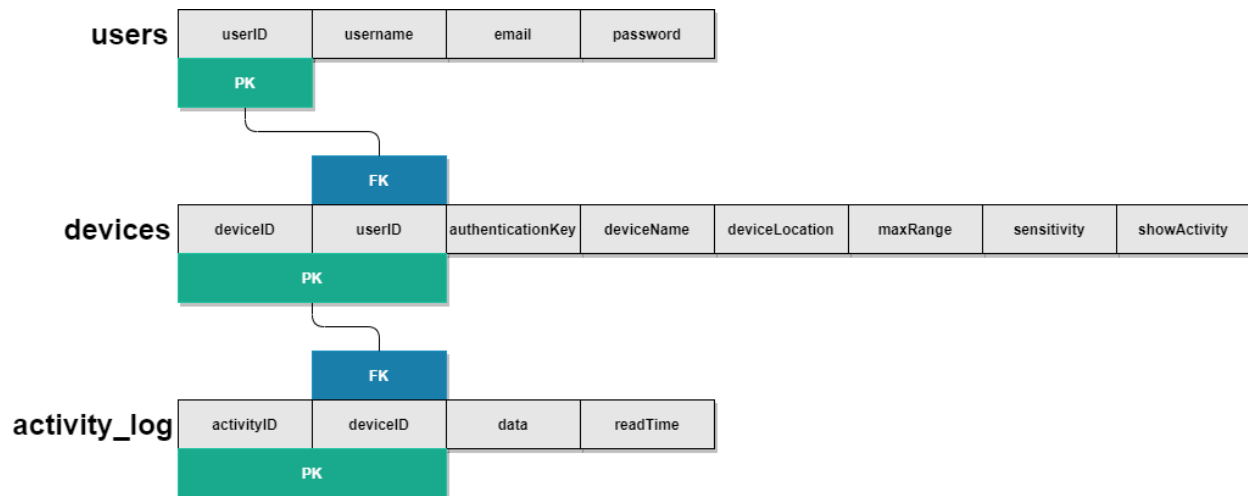 users userID username email password
PK
FK
devices deviceID userID authenticationKey deviceName deviceLocation maxRange sensitivity showActivity
PK
FK
activity_log activityID deviceID data readTime
PK